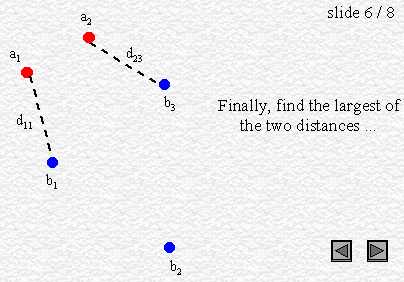 slide 6 / 8
a2
a1
d23
b3
Finally, find the largest of
the two distances ...
d11
b1
b2